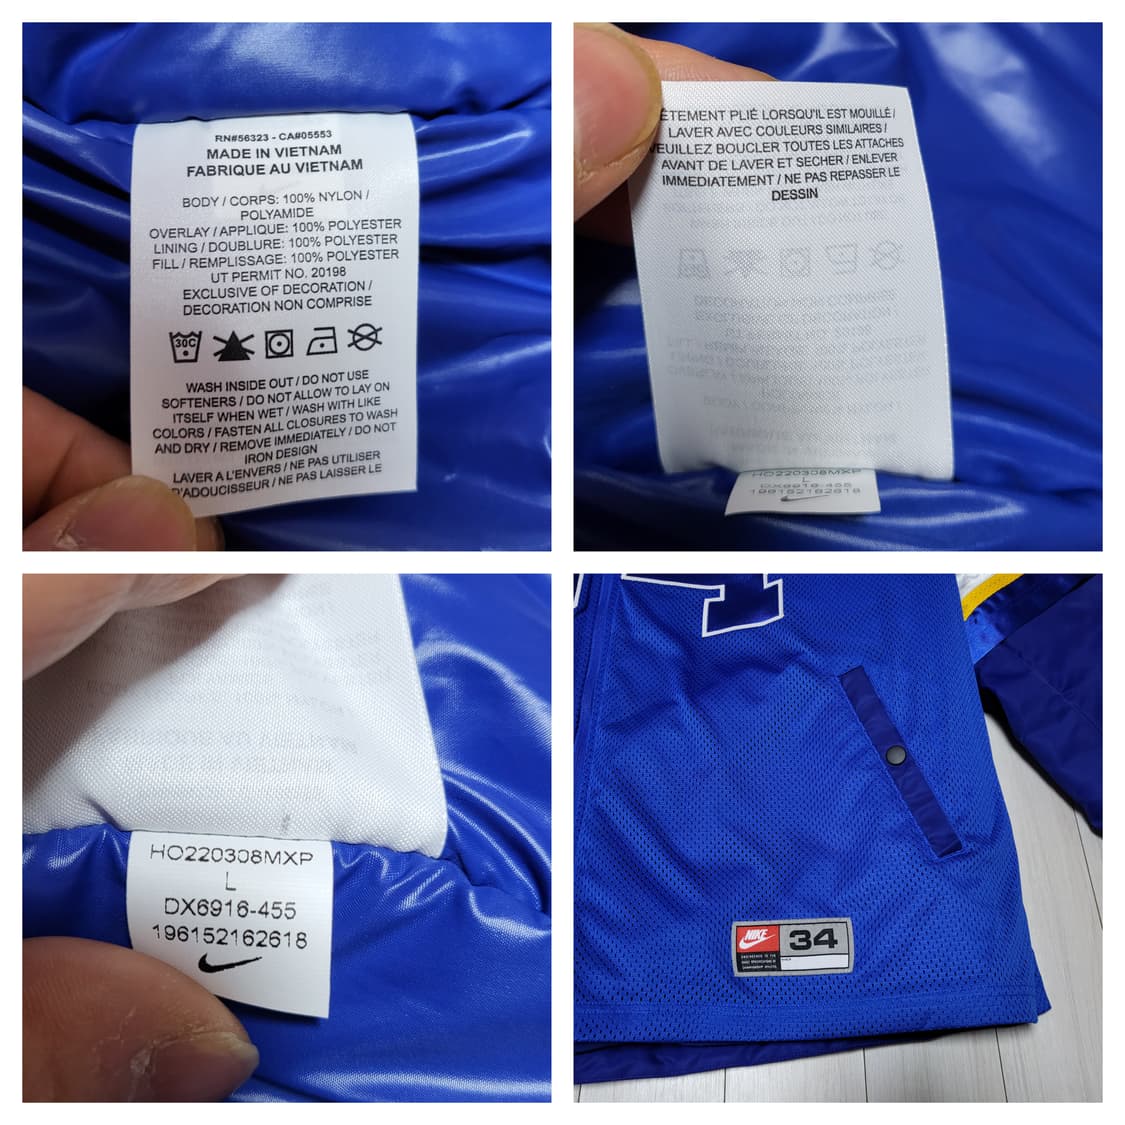 RN#56323 - CA#05553
MADE IN VIETNAM
FABRIQUE AU VIETNAM
BODY / CORPS: 100% NYLON /
POLYAMIDE
OVERLAY / APPLIQUE: 100% POLYESTER
LINING / DOUBLURE: 100% POLYESTER
FILL / REMPLISSAGE: 100% POLYESTER
UT PERMIT NO. 20198
EXCLUSIVE OF DECORATION /
DECORATION NON COMPRISE
30C
WASH INSIDE OUT / DO NOT USE
SOFTENERS / DO NOT ALLOW TO LAY ON
ITSELF WHEN WET / WASH WITH LIKE
COLORS / FASTEN ALL CLOSURES TO WASH
AND DRY / REMOVE IMMEDIATELY / DO NOT
IRON DESIGN
LAVER A L'ENVERS / NE PAS UTILISER
D'ADOUCISSEUR / NE PAS LAISSER LE
ÊTEMENT PLIÉ LORSQU'IL EST MOUILLÉ /
LAVER AVEC COULEURS SIMILAIRES /
VEUILLEZ BOUCLER TOUTES LES ATTACHES
AVANT DE LAVER ET SECHER / ENLEVER
IMMEDIATEMENT / NE PAS REPASSER LE
DESSIN
HO220308MXP
L
DX6916-455
196152162618
HO220308MXP
L
DX6916-455
196152162618
NIKE
34